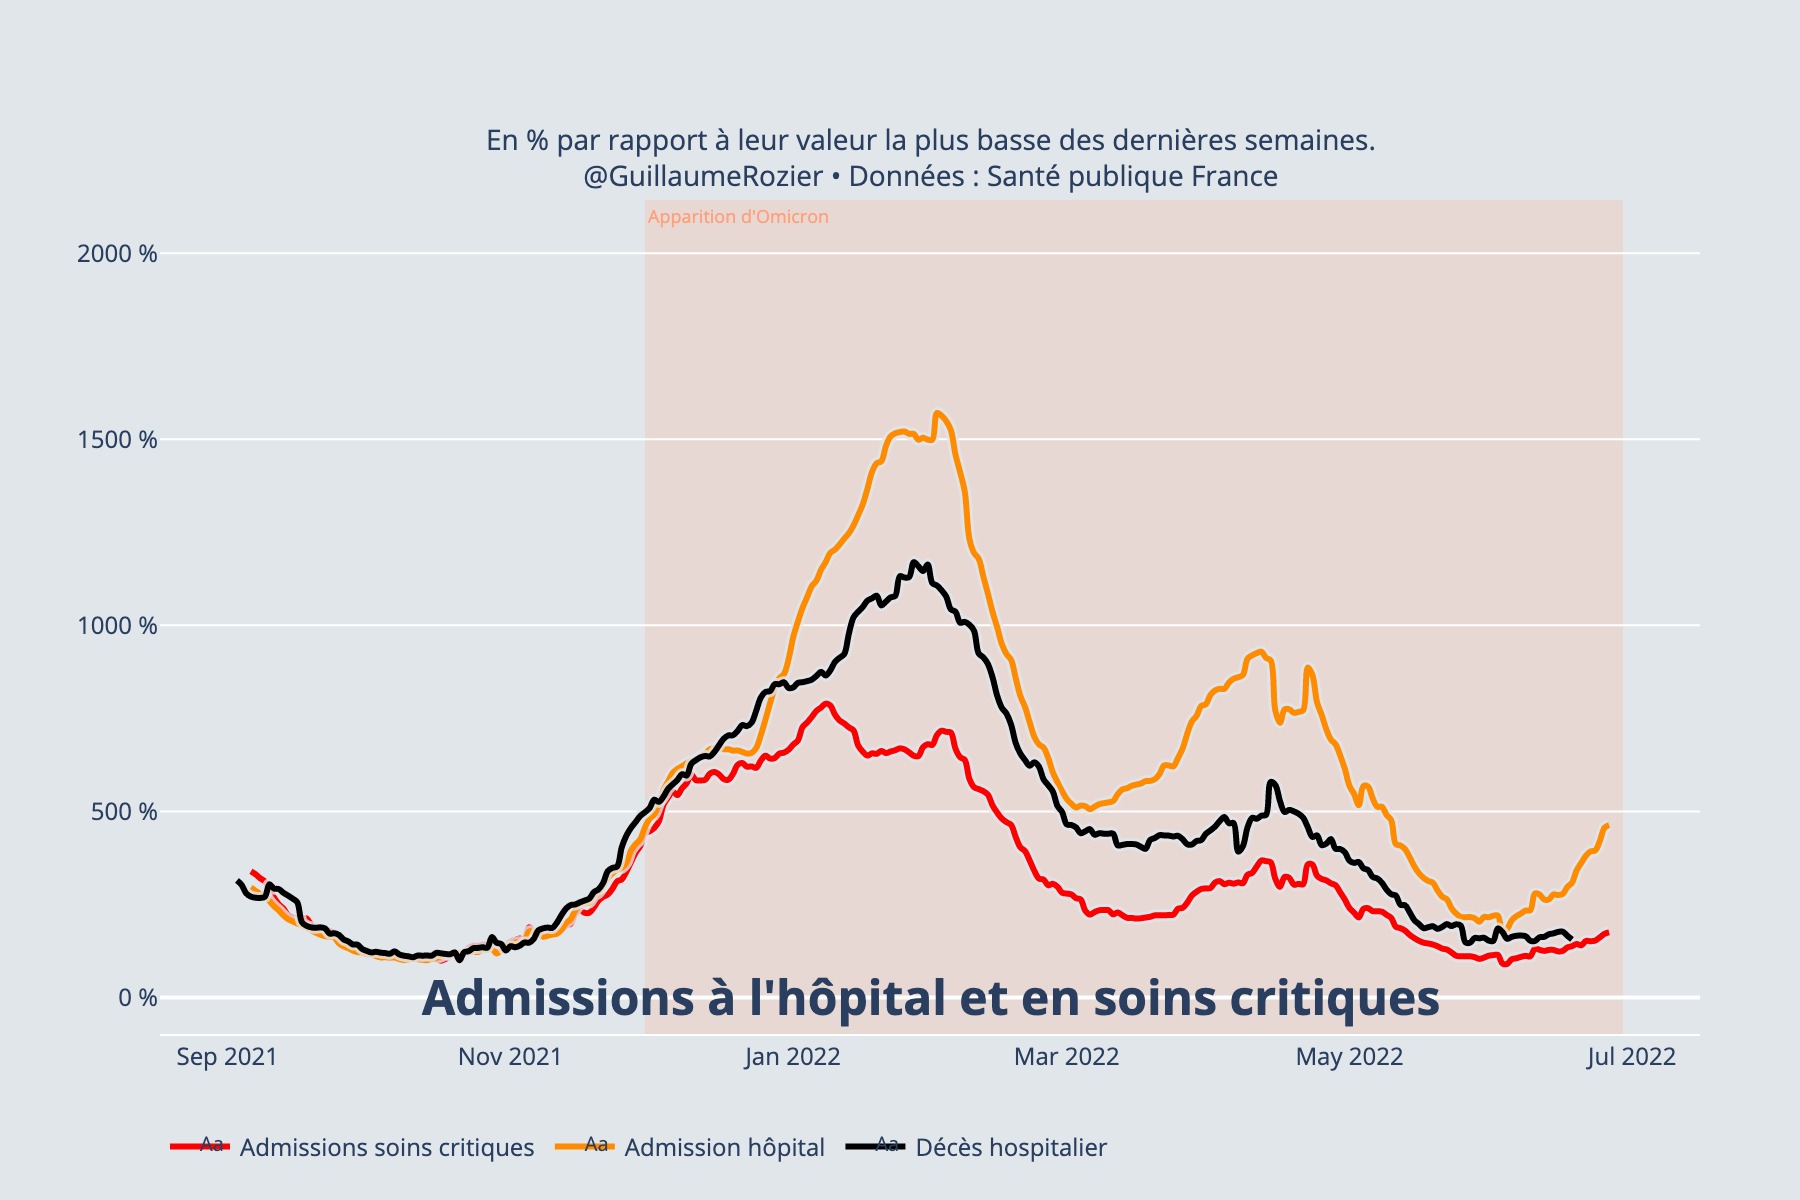 En % par rapport à leur valeur la plus basse des dernières semaines.
@GuillaumeRozier • Données : Santé publique France
Apparition d'Omicron
2000 %
1500 %
1000 %
500 %
0 %
Admissions à l'hôpital et en soins critiques
Sep 2021
Nov 2021
Jan 2022
Mar 2022
May 2022
Jul 2022
Aa Admissions soins critiques
Aa Admission hôpital
Aa Décès hospitalier